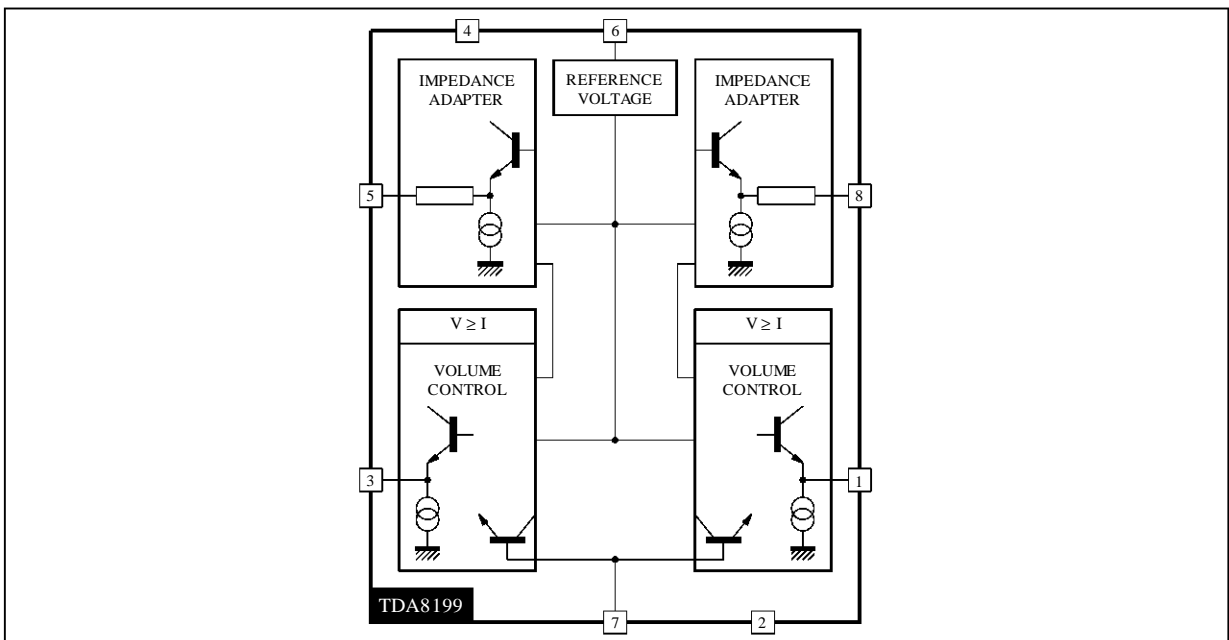 4
6
IMPEDANCE
ADAPTER
REFERENCE
VOLTAGE
IMPEDANCE
ADAPTER
5
8
V ≥ I
VOLUME
CONTROL
V ≥ I
VOLUME
CONTROL
3
1
TDA8199
7
2